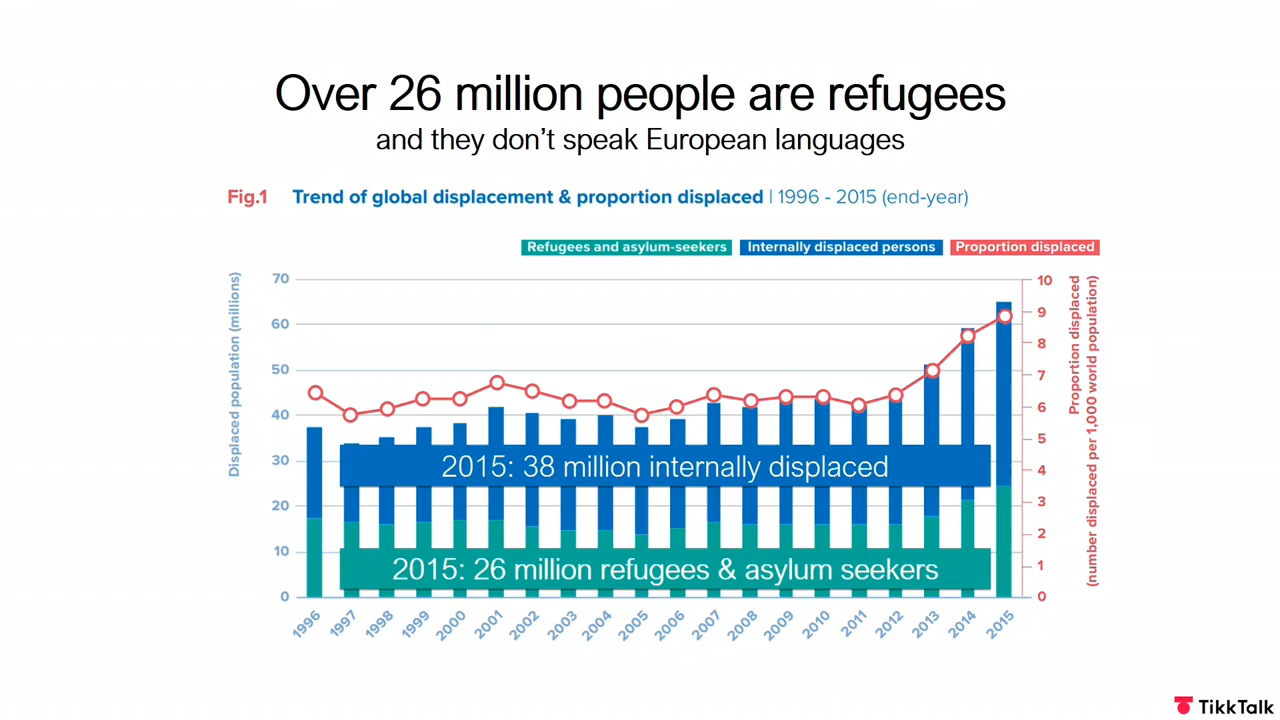 Over 26 million people are refugees
and they don’t speak European languages
Fig.1 Trend of global displacement & proportion displaced | 1996 - 2015 (end-year)
Refugees and asylum-seekers Internally displaced persons Proportion displaced
Displaced population (millions)
70
60
50
40
30
20
10
0
2015: 38 million internally displaced
2015: 26 million refugees & asylum seekers
10
9
8
7
6
5
4
3
2
1
0
Proportion displaced
(number displaced per 1,000 world population)
1996 1997 1998 1999 2000 2001 2002 2003 2004 2005 2006 2007 2008 2009 2010 2011 2012 2013 2014 2015
TikkTalk